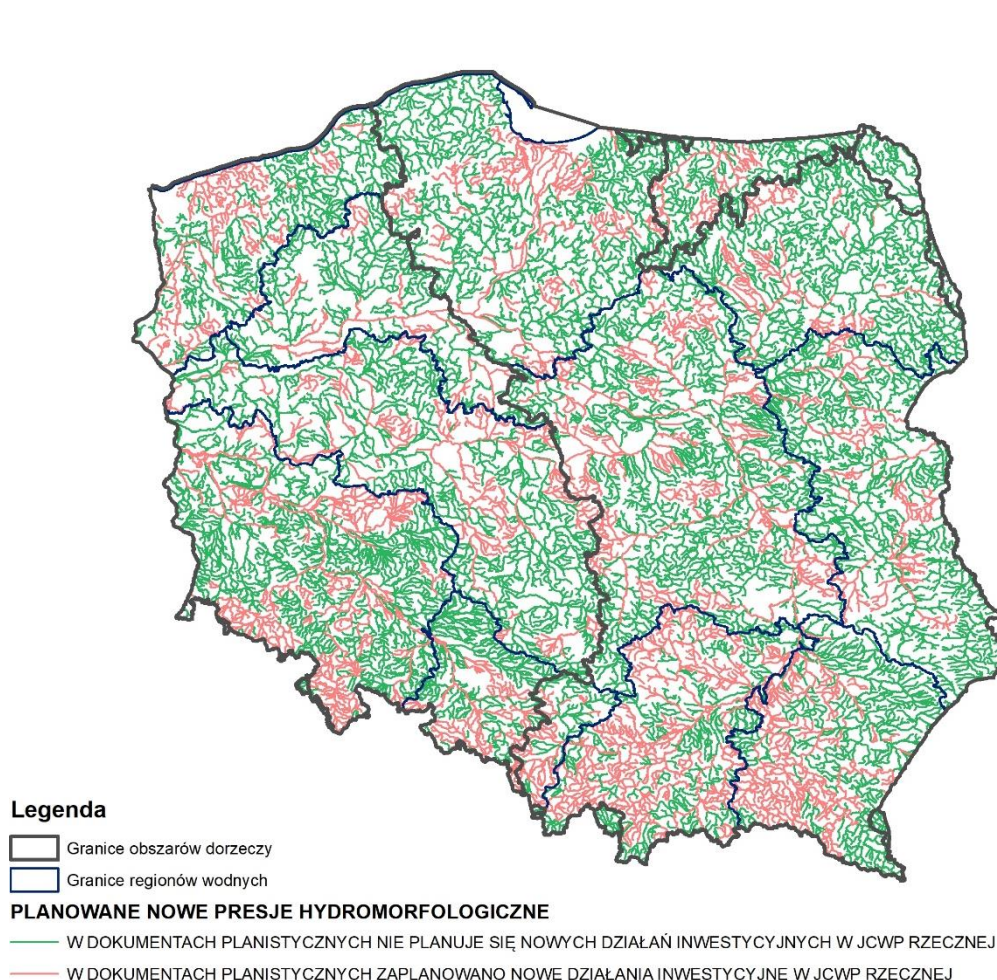 Legenda
Granice obszarów dorzeczy
Granice regionów wodnych
PLANOWANE NOWE PRESJE HYDROMORFOLOGICZNE
W DOKUMENTACH PLANISTYCZNYCH NIE PLANUJE SIĘ NOWYCH DZIAŁAŃ INWESTYCYJNYCH W JCWP RZECZNEJ
W DOKUMENTACH PLANISTYCZNYCH ZAPLANOWANO NOWE DZIAŁANIA INWESTYCYJNE W JCWP RZECZNEJ